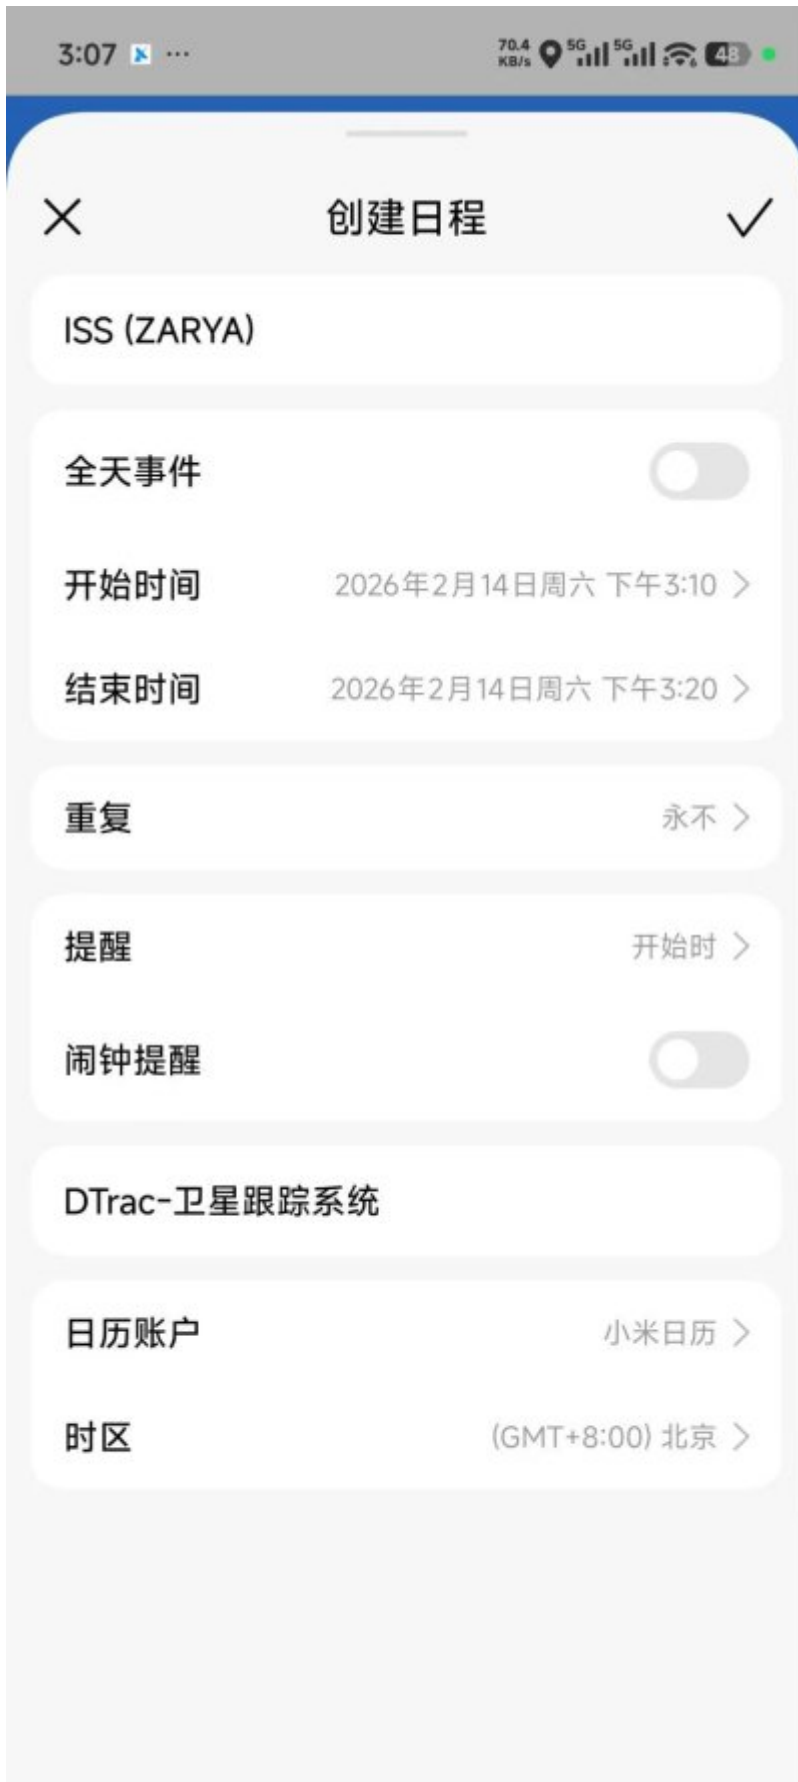 3:07 ... 70.4 KB/s 5G 5G 48
创建日程
ISS (ZARYA)
全天事件
开始时间 2026年2月14日周六 下午3:10
结束时间 2026年2月14日周六 下午3:20
重复 永不
提醒 开始时
闹钟提醒
DTrac-卫星跟踪系统
日历账户 小米日历
时区 (GMT+8:00) 北京